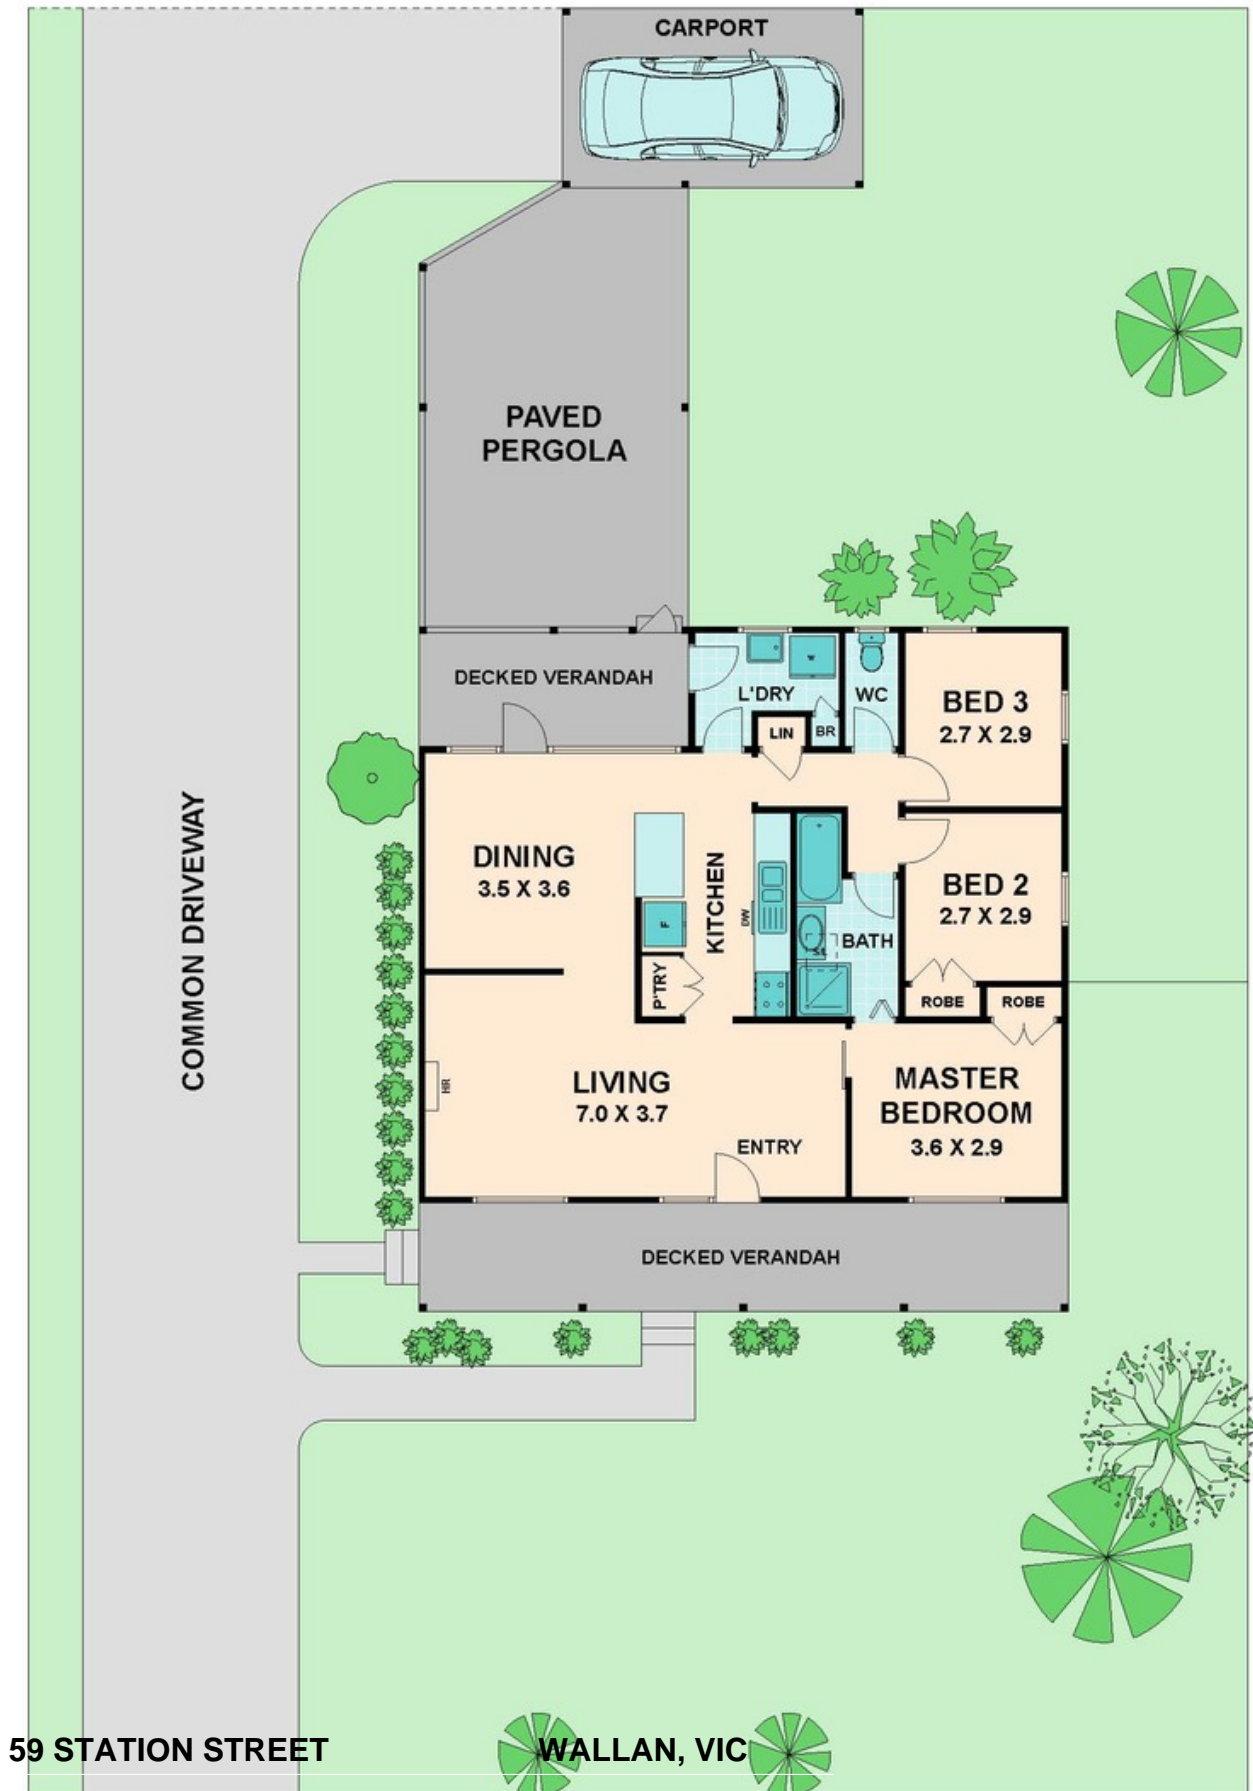 CARPORT
PAVED
PERGOLA
DECKED VERANDAH
L'DRY
WC
LIN
BR
W
BED 3
2.7 X 2.9
DINING
3.5 X 3.6
KITCHEN
F
DW
P'TRY
BATH
S/L
BED 2
2.7 X 2.9
ROBE
ROBE
COMMON DRIVEWAY
HR
LIVING
7.0 X 3.7
ENTRY
MASTER
BEDROOM
3.6 X 2.9
DECKED VERANDAH
59 STATION STREET WALLAN, VIC